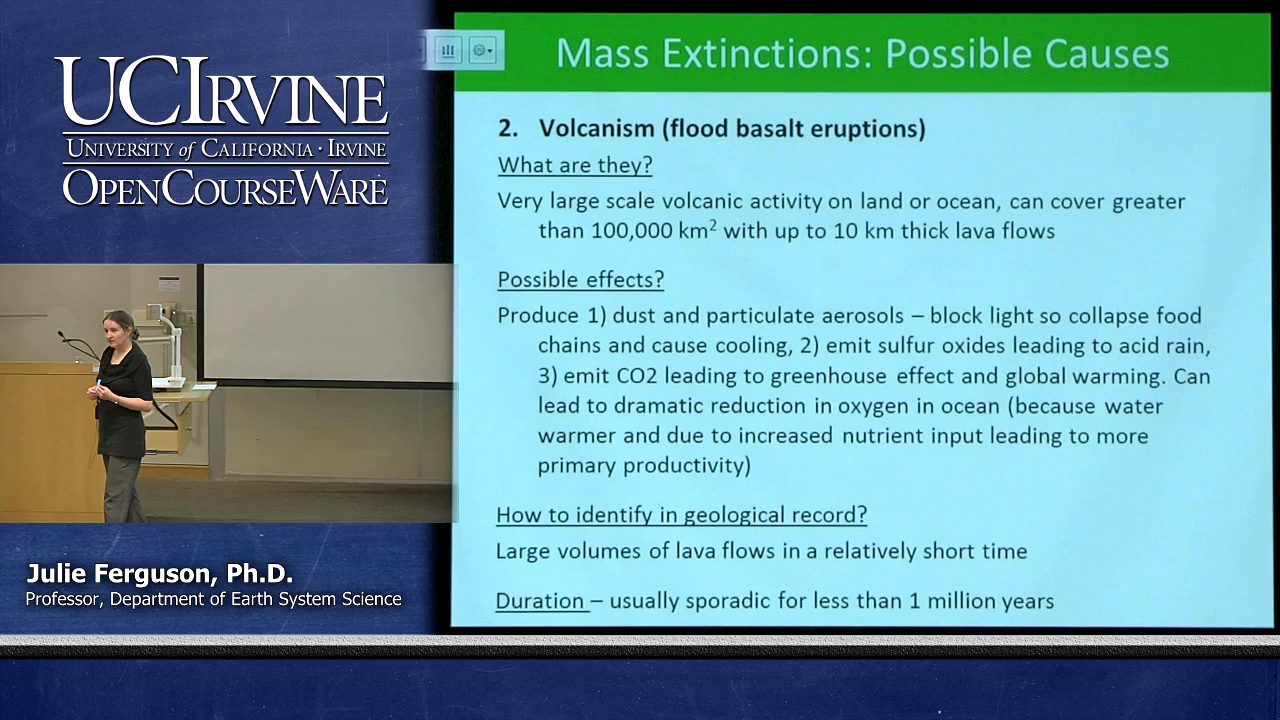 UCIRVINE
UNIVERSITY of CALIFORNIA · IRVINE
OPENCOURSEWARE
Julie Ferguson, Ph.D.
Professor, Department of Earth System Science
Mass Extinctions: Possible Causes
2. Volcanism (flood basalt eruptions)
What are they?
Very large scale volcanic activity on land or ocean, can cover greater
than 100,000 km² with up to 10 km thick lava flows
Possible effects?
Produce 1) dust and particulate aerosols – block light so collapse food
chains and cause cooling, 2) emit sulfur oxides leading to acid rain,
3) emit CO2 leading to greenhouse effect and global warming. Can
lead to dramatic reduction in oxygen in ocean (because water
warmer and due to increased nutrient input leading to more
primary productivity)
How to identify in geological record?
Large volumes of lava flows in a relatively short time
Duration – usually sporadic for less than 1 million years